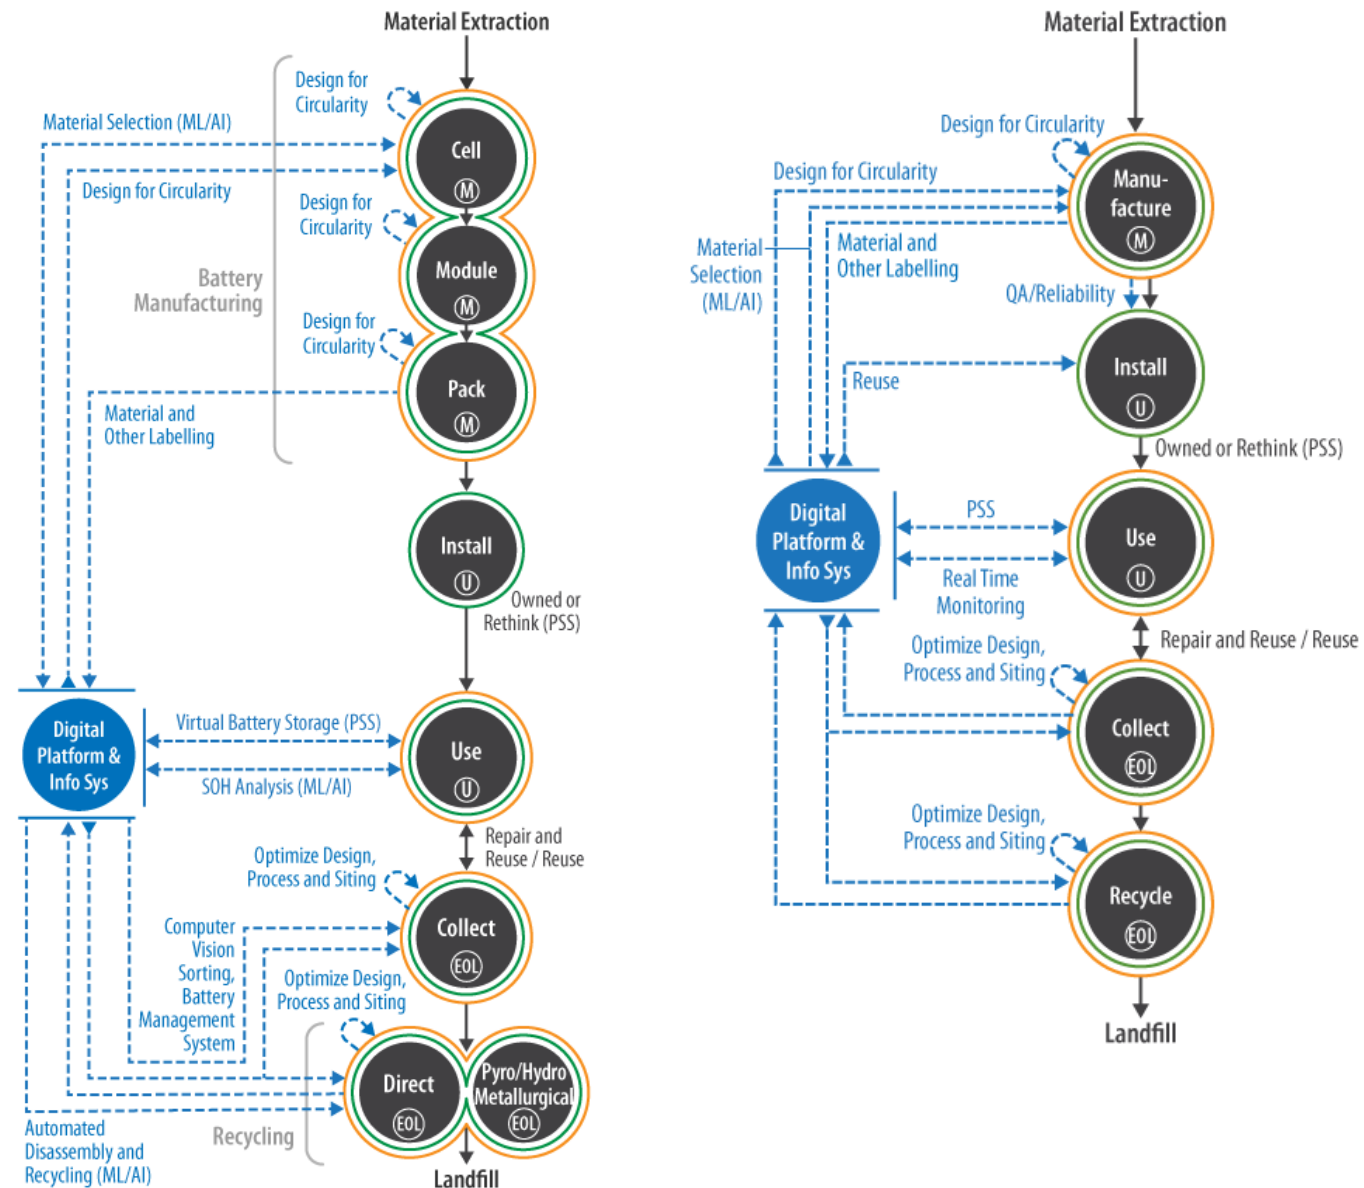 Material Extraction
Design for
Circularity
Material Selection (ML/AI)
Cell
M
Design for Circularity
Design for
Circularity
Battery
Manufacturing
Module
M
Design for
Circularity
Pack
M
Material and
Other Labelling
Install
U
Owned or
Rethink (PSS)
Digital
Platform &
Info Sys
Virtual Battery Storage (PSS)
SOH Analysis (ML/AI)
Use
U
Repair and
Reuse / Reuse
Optimize Design,
Process and Siting
Collect
EOL
Computer
Vision
Sorting,
Battery
Management
System
Optimize Design,
Process and Siting
Direct
EOL
Pyro/Hydro
Metallurgical
EOL
Recycling
Automated
Disassembly and
Recycling (ML/AI)
Landfill
Material Extraction
Design for Circularity
Design for Circularity
Manu-
facture
M
Material
Selection
(ML/AI)
Material and
Other Labelling
QA/Reliability
Install
U
Reuse
Owned or Rethink (PSS)
Digital
Platform &
Info Sys
PSS
Real Time
Monitoring
Use
U
Repair and Reuse / Reuse
Optimize Design,
Process and Siting
Collect
EOL
Optimize Design,
Process and Siting
Recycle
EOL
Landfill